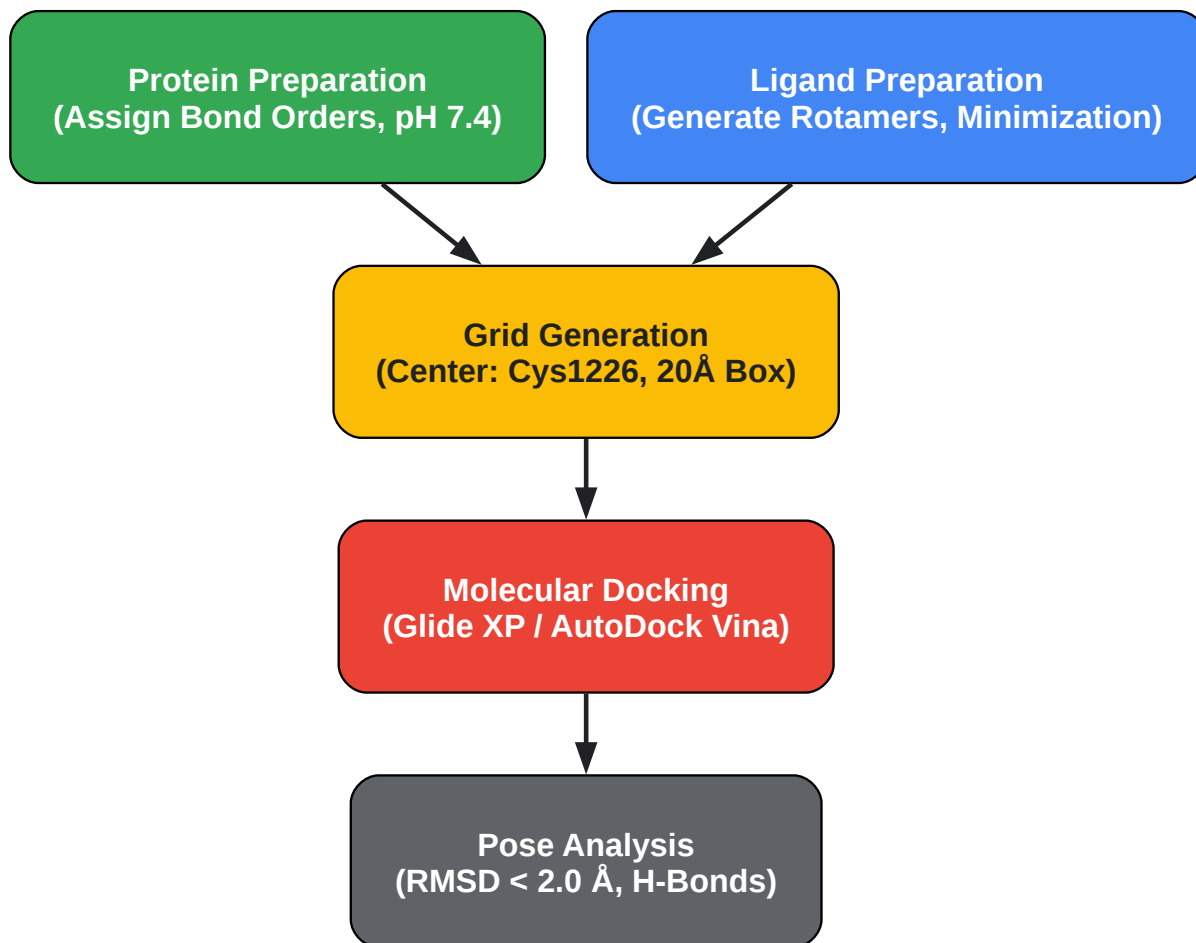 Protein Preparation
(Assign Bond Orders, pH 7.4)
Ligand Preparation
(Generate Rotamers, Minimization)
Grid Generation
(Center: Cys1226, 20Å Box)
Molecular Docking
(Glide XP / AutoDock Vina)
Pose Analysis
(RMSD < 2.0 Å, H-Bonds)